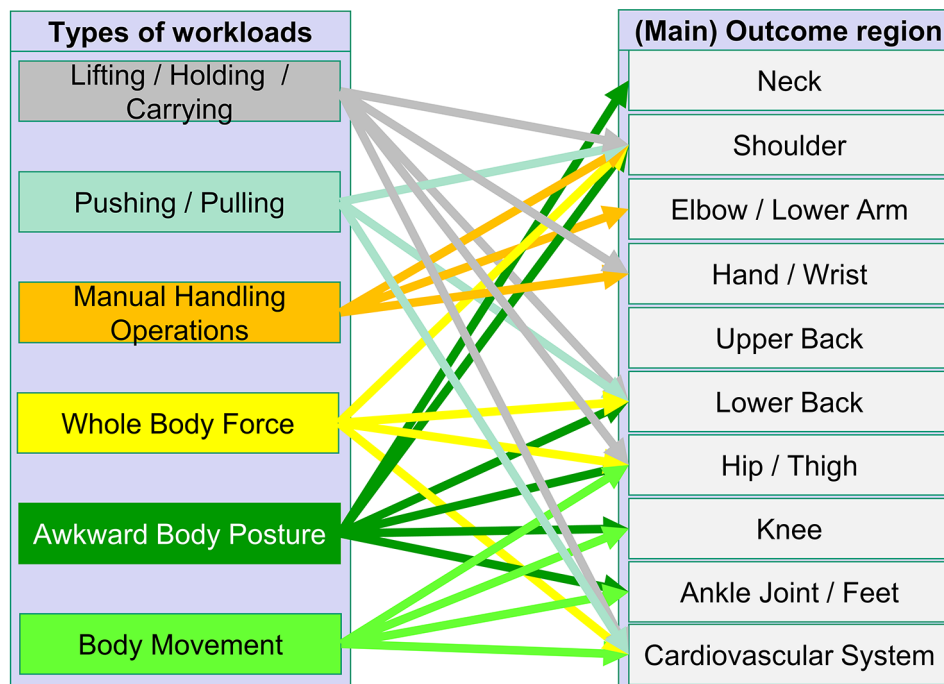 Types of workloads
Lifting / Holding /
Carrying
Pushing / Pulling
Manual Handling
Operations
Whole Body Force
Awkward Body Posture
Body Movement
(Main) Outcome region
Neck
Shoulder
Elbow / Lower Arm
Hand / Wrist
Upper Back
Lower Back
Hip / Thigh
Knee
Ankle Joint / Feet
Cardiovascular System